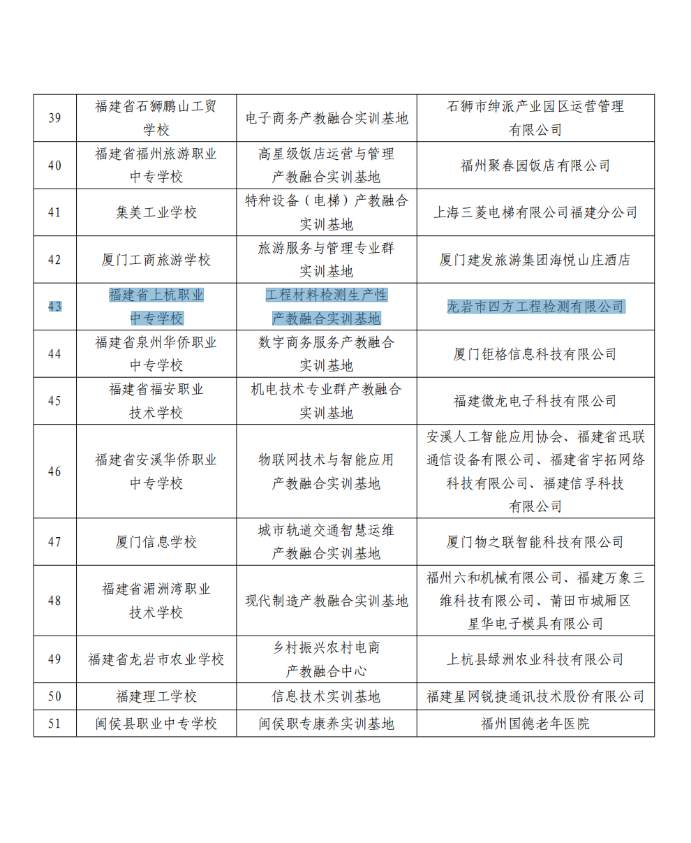 39
福建省石狮鹏山工贸
学校
电子商务产教融合实训基地
石狮市绅派产业园区运营管理
有限公司
40
福建省福州旅游职业
中专学校
高星级饭店运营与管理
产教融合实训基地
福州聚春园饭店有限公司
41
集美工业学校
特种设备（电梯）产教融合
实训基地
上海三菱电梯有限公司福建分公司
42
厦门工商旅游学校
旅游服务与管理专业群
实训基地
厦门建发旅游集团海悦山庄酒店
43
福建省上杭职业
中专学校
工程材料检测生产性
产教融合实训基地
龙岩市四方工程检测有限公司
44
福建省泉州华侨职业
中专学校
数字商务服务产教融合
实训基地
厦门钜格信息科技有限公司
45
福建省福安职业
技术学校
机电技术专业群产教融合
实训基地
福建微龙电子科技有限公司
46
福建省安溪华侨职业
中专学校
物联网技术与智能应用
产教融合实训基地
安溪人工智能应用协会、福建省迅联
通信设备有限公司、福建省宇拓网络
科技有限公司、福建信孚科技
有限公司
47
厦门信息学校
城市轨道交通智慧运维
产教融合实训基地
厦门物之联智能科技有限公司
48
福建省湄洲湾职业
技术学校
现代制造产教融合实训基地
福州六和机械有限公司、福建万象三
维科技有限公司、莆田市城厢区
星华电子模具有限公司
49
福建省龙岩市农业学校
乡村振兴农村电商
产教融合中心
上杭县绿洲农业科技有限公司
50
福建理工学校
信息技术实训基地
福建星网锐捷通讯技术股份有限公司
51
闽侯县职业中专学校
闽侯职专康养实训基地
福州国德老年医院